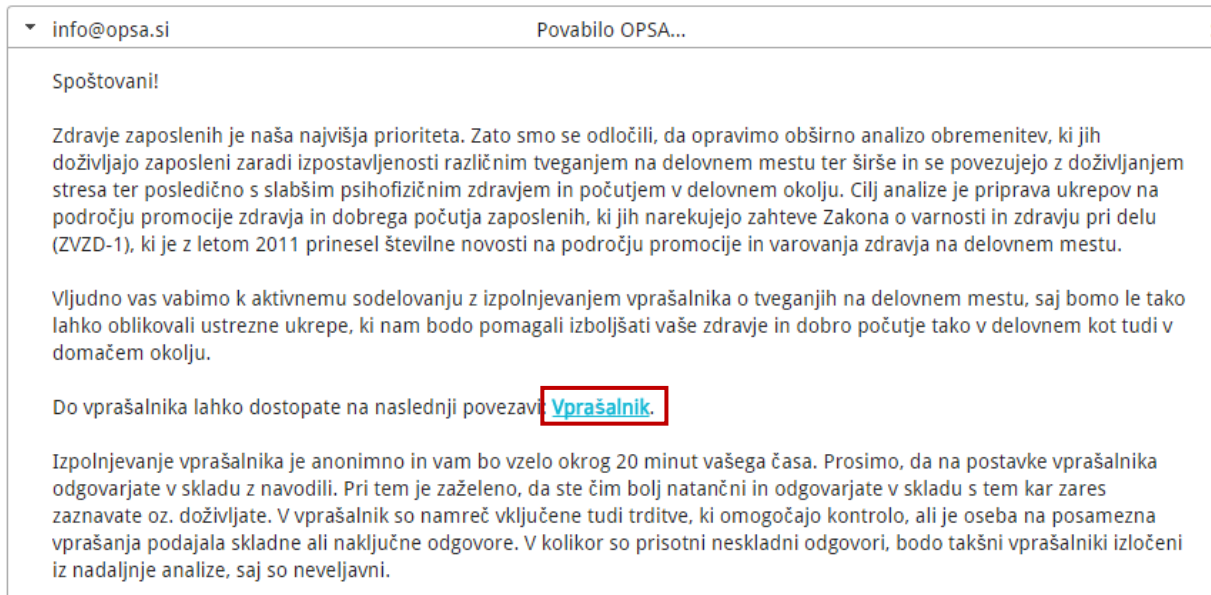 info@opsa.si Povabilo OPSA...
Spoštovani!
Zdravje zaposlenih je naša najvišja prioriteta. Zato smo se odločili, da opravimo obširno analizo obremenitev, ki jih
doživljajo zaposleni zaradi izpostavljenosti različnim tveganjem na delovnem mestu ter širše in se povezujejo z doživljanjem
stresa ter posledično s slabšim psihofizičnim zdravjem in počutjem v delovnem okolju. Cilj analize je priprava ukrepov na
področju promocije zdravja in dobrega počutja zaposlenih, ki jih narekujejo zahteve Zakona o varnosti in zdravju pri delu
(ZVZD-1), ki je z letom 2011 prinesel številne novosti na področju promocije in varovanja zdravja na delovnem mestu.
Vljudno vas vabimo k aktivnemu sodelovanju z izpolnjevanjem vprašalnika o tveganjih na delovnem mestu, saj bomo le tako
lahko oblikovali ustrezne ukrepe, ki nam bodo pomagali izboljšati vaše zdravje in dobro počutje tako v delovnem kot tudi v
domačem okolju.
Do vprašalnika lahko dostopate na naslednji povezavi: Vprašalnik.
Izpolnjevanje vprašalnika je anonimno in vam bo vzelo okrog 20 minut vašega časa. Prosimo, da na postavke vprašalnika
odgovarjate v skladu z navodili. Pri tem je zaželeno, da ste čim bolj natančni in odgovarjate v skladu s tem kar zares
zaznavate oz. doživljate. V vprašalnik so namreč vključene tudi trditve, ki omogočajo kontrolo, ali je oseba na posamezna
vprašanja podajala skladne ali naključne odgovore. V kolikor so prisotni neskladni odgovori, bodo takšni vprašalniki izločeni
iz nadaljnje analize, saj so neveljavni.